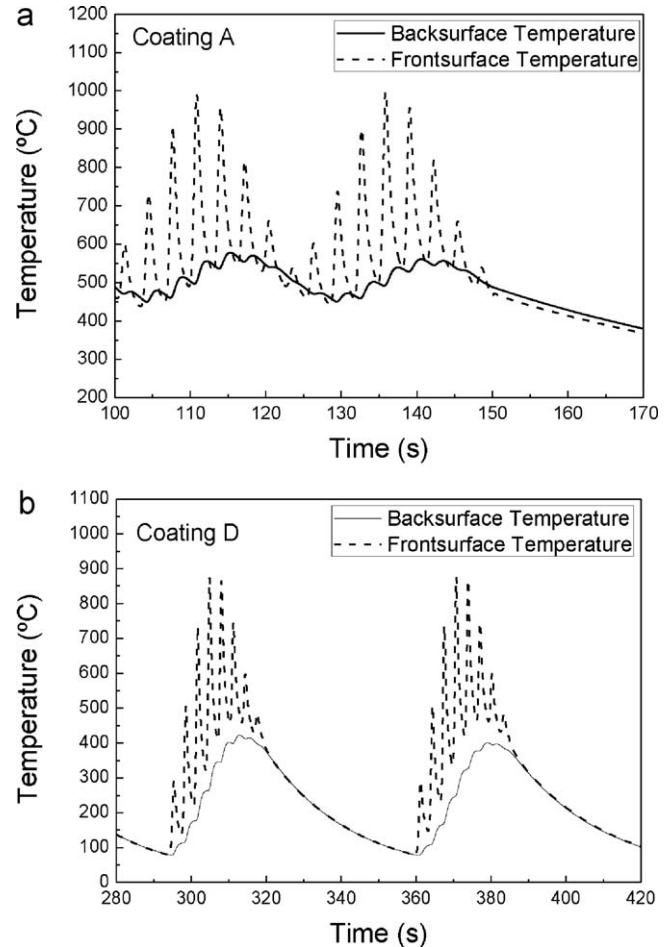 a
Coating A
Backsurface Temperature
Frontsurface Temperature
Temperature (ºC)
1200
1100
1000
900
800
700
600
500
400
300
200
100 110 120 130 140 150 160 170
Time (s)
b
Coating D
Backsurface Temperature
Frontsurface Temperature
Temperature (ºC)
1100
1000
900
800
700
600
500
400
300
200
100
0
280 300 320 340 360 380 400 420
Time (s)